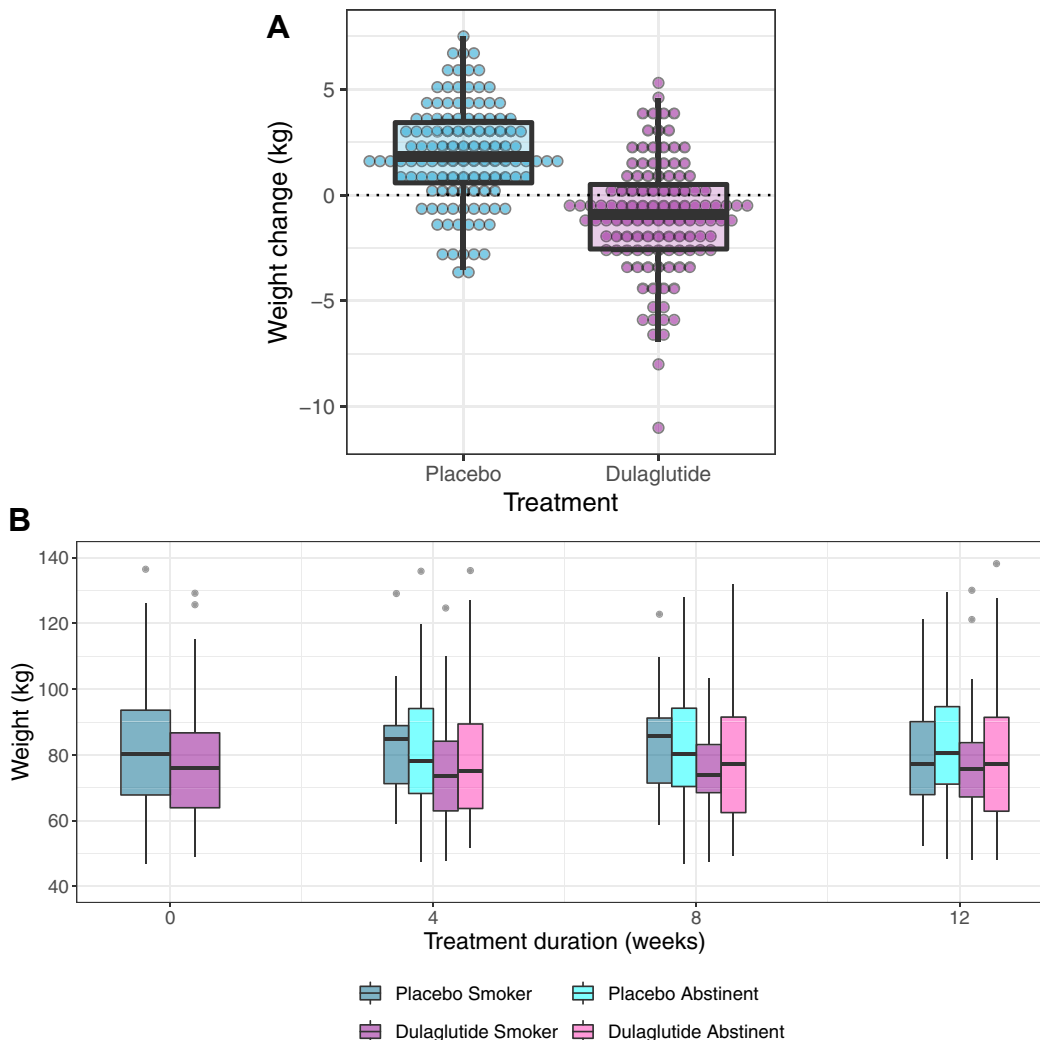 A
Weight change (kg)
5
0
−5
−10
Placebo Dulaglutide
Treatment
B
Weight (kg)
140
120
100
80
60
40
0 4 8 12
Treatment duration (weeks)
Placebo Smoker Placebo Abstinent
Dulaglutide Smoker Dulaglutide Abstinent